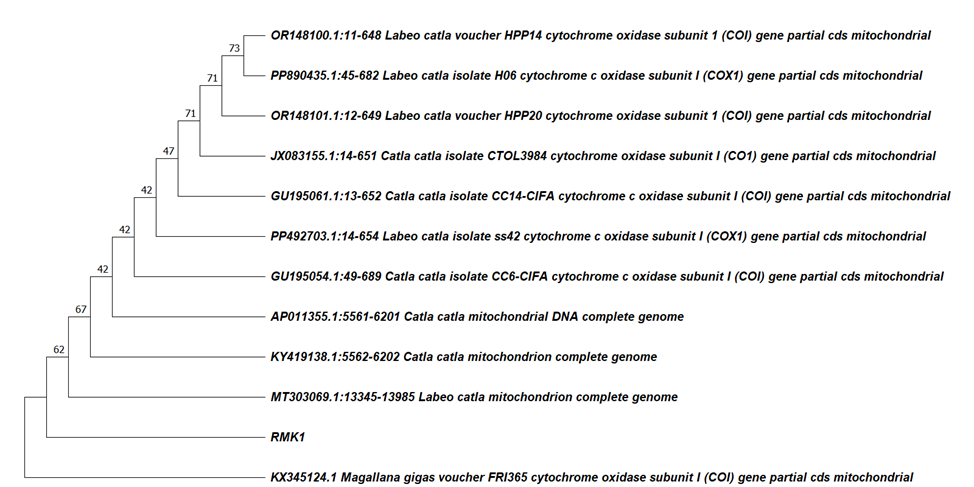 OR148100.1:11-648 Labeo catla voucher HPP14 cytochrome oxidase subunit 1 (COI) gene partial cds mitochondrial
73
PP890435.1:45-682 Labeo catla isolate H06 cytochrome c oxidase subunit I (COX1) gene partial cds mitochondrial
71
OR148101.1:12-649 Labeo catla voucher HPP20 cytochrome oxidase subunit 1 (COI) gene partial cds mitochondrial
71
JX083155.1:14-651 Catla catla isolate CTOL3984 cytochrome oxidase subunit I (CO1) gene partial cds mitochondrial
47
GU195061.1:13-652 Catla catla isolate CC14-CIFA cytochrome c oxidase subunit I (COI) gene partial cds mitochondrial
42
PP492703.1:14-654 Labeo catla isolate ss42 cytochrome c oxidase subunit I (COX1) gene partial cds mitochondrial
42
GU195054.1:49-689 Catla catla isolate CC6-CIFA cytochrome c oxidase subunit I (COI) gene partial cds mitochondrial
42
AP011355.1:5561-6201 Catla catla mitochondrial DNA complete genome
67
KY419138.1:5562-6202 Catla catla mitochondrion complete genome
62
MT303069.1:13345-13985 Labeo catla mitochondrion complete genome
RMK1
KX345124.1 Magallana gigas voucher FRI365 cytochrome oxidase subunit I (COI) gene partial cds mitochondrial